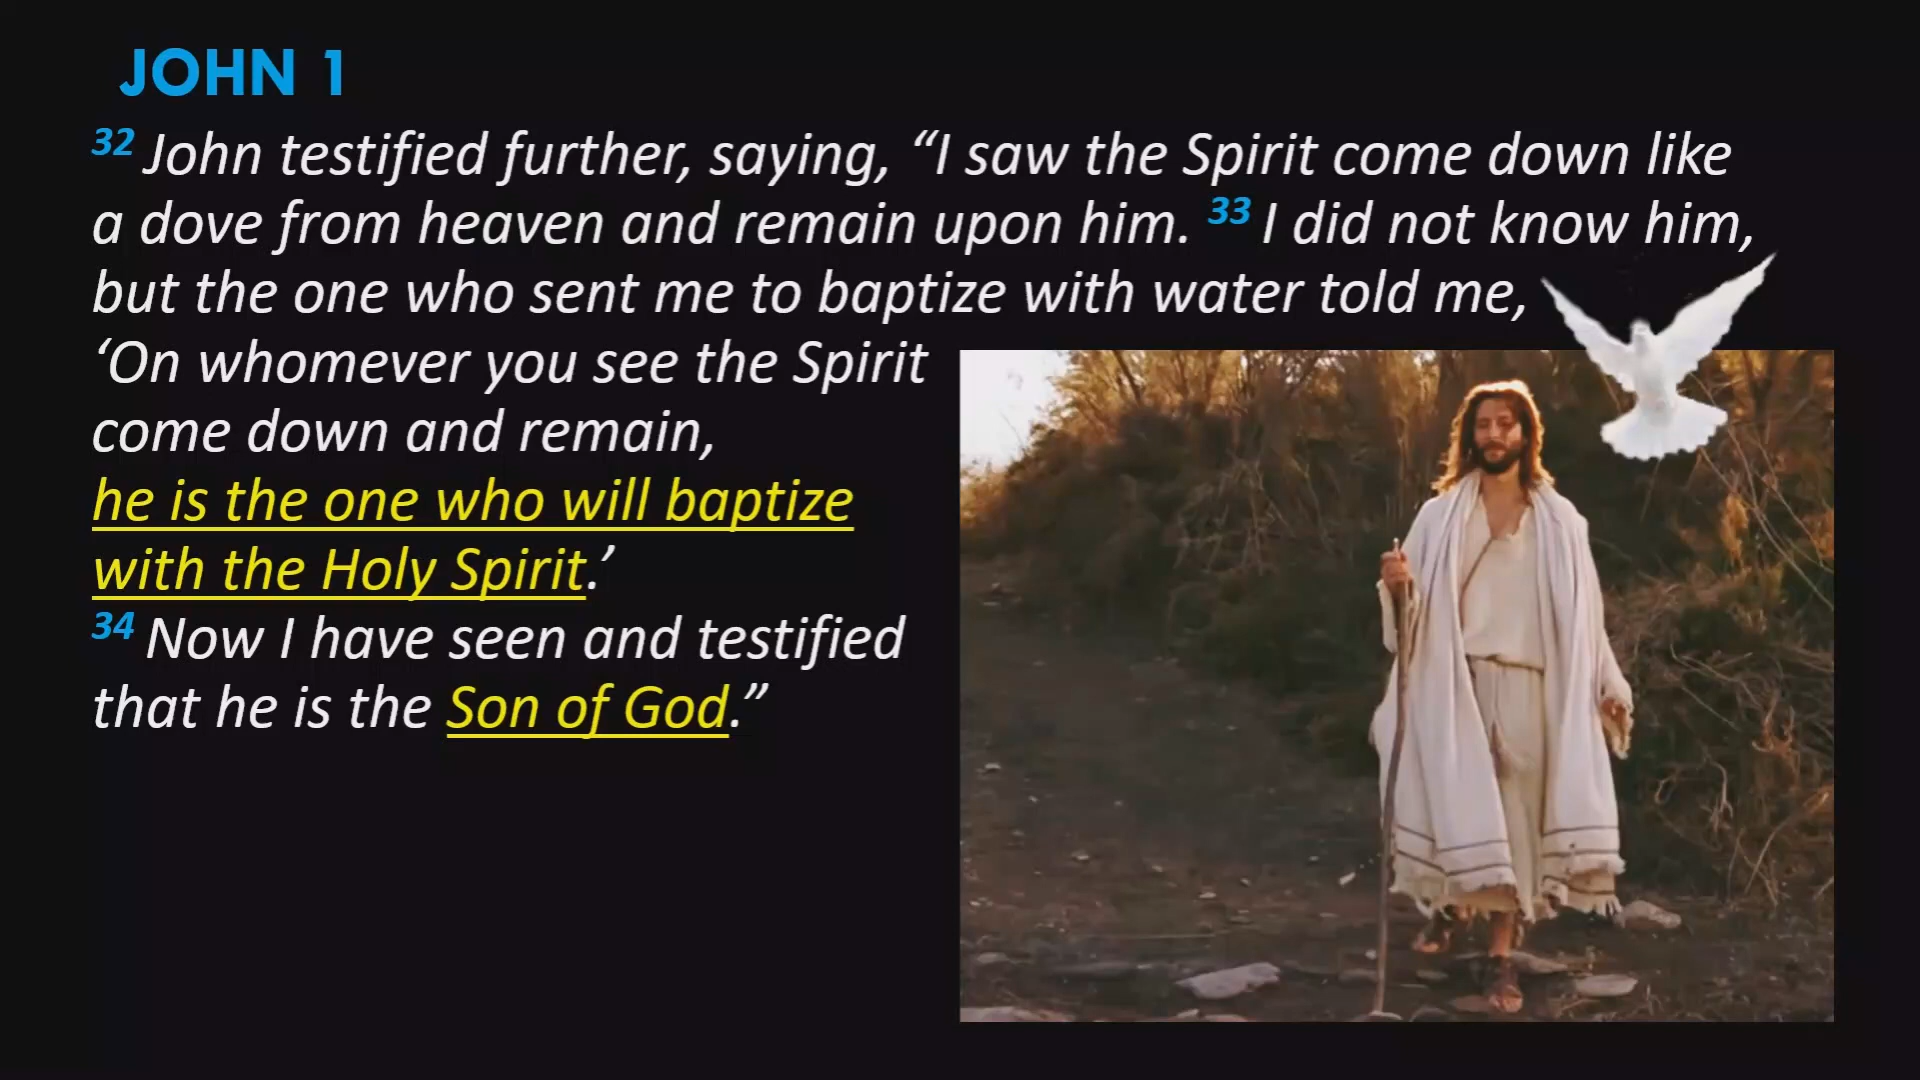 JOHN 1
32 John testified further, saying, “I saw the Spirit come down like
a dove from heaven and remain upon him. 33 I did not know him,
but the one who sent me to baptize with water told me,
‘On whomever you see the Spirit
come down and remain,
he is the one who will baptize
with the Holy Spirit.’
34 Now I have seen and testified
that he is the Son of God.”